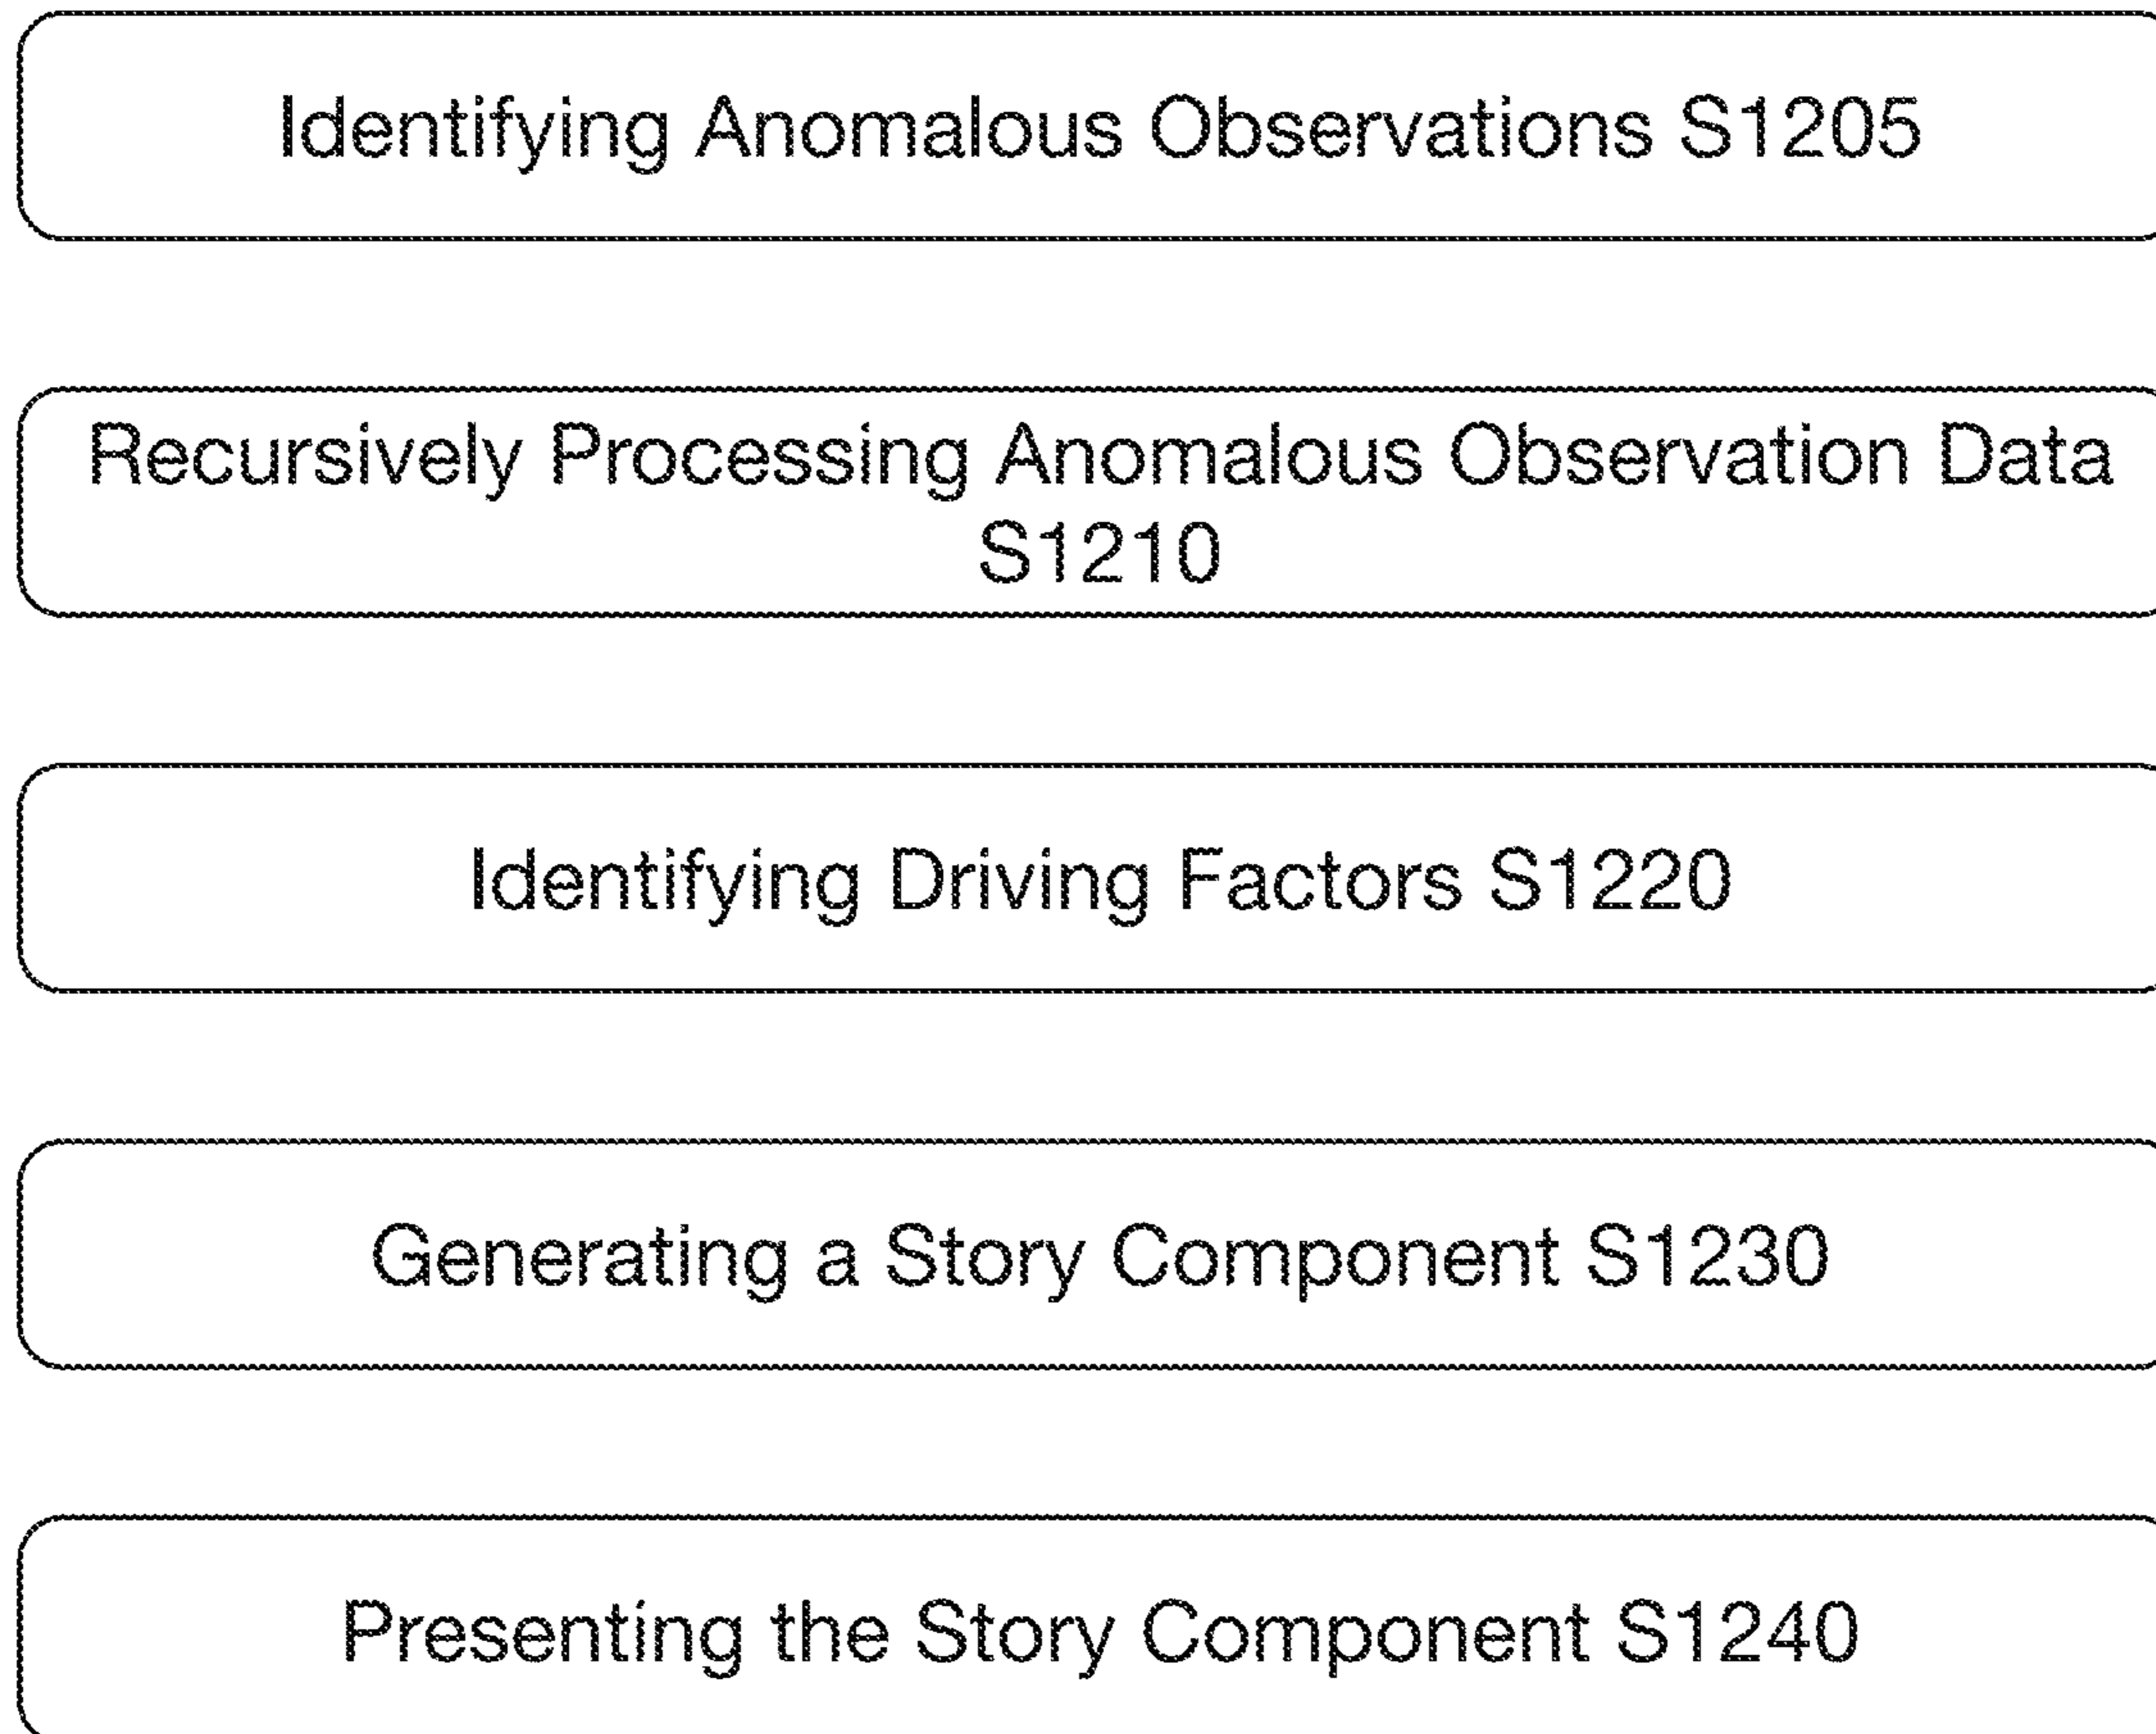 Identifying Anomalous Observations S1205
Recursively Processing Anomalous Observation Data
S1210
Identifying Driving Factors S1220
Generating a Story Component S1230
Presenting the Story Component S1240